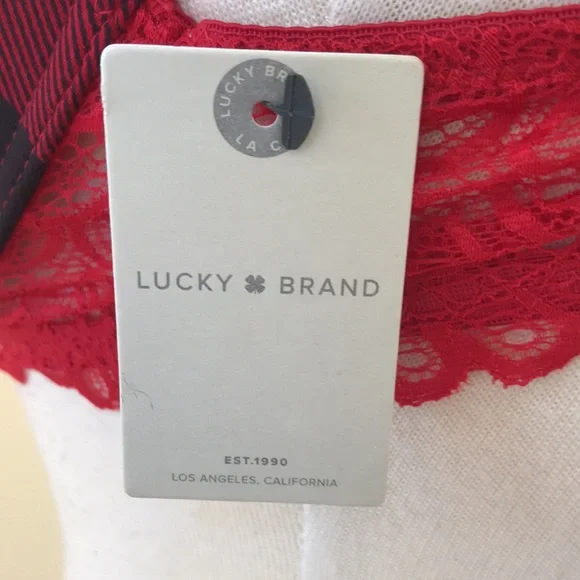 LUCKY BR
LA C
LUCKY BRAND
EST.1990
LOS ANGELES, CALIFORNIA